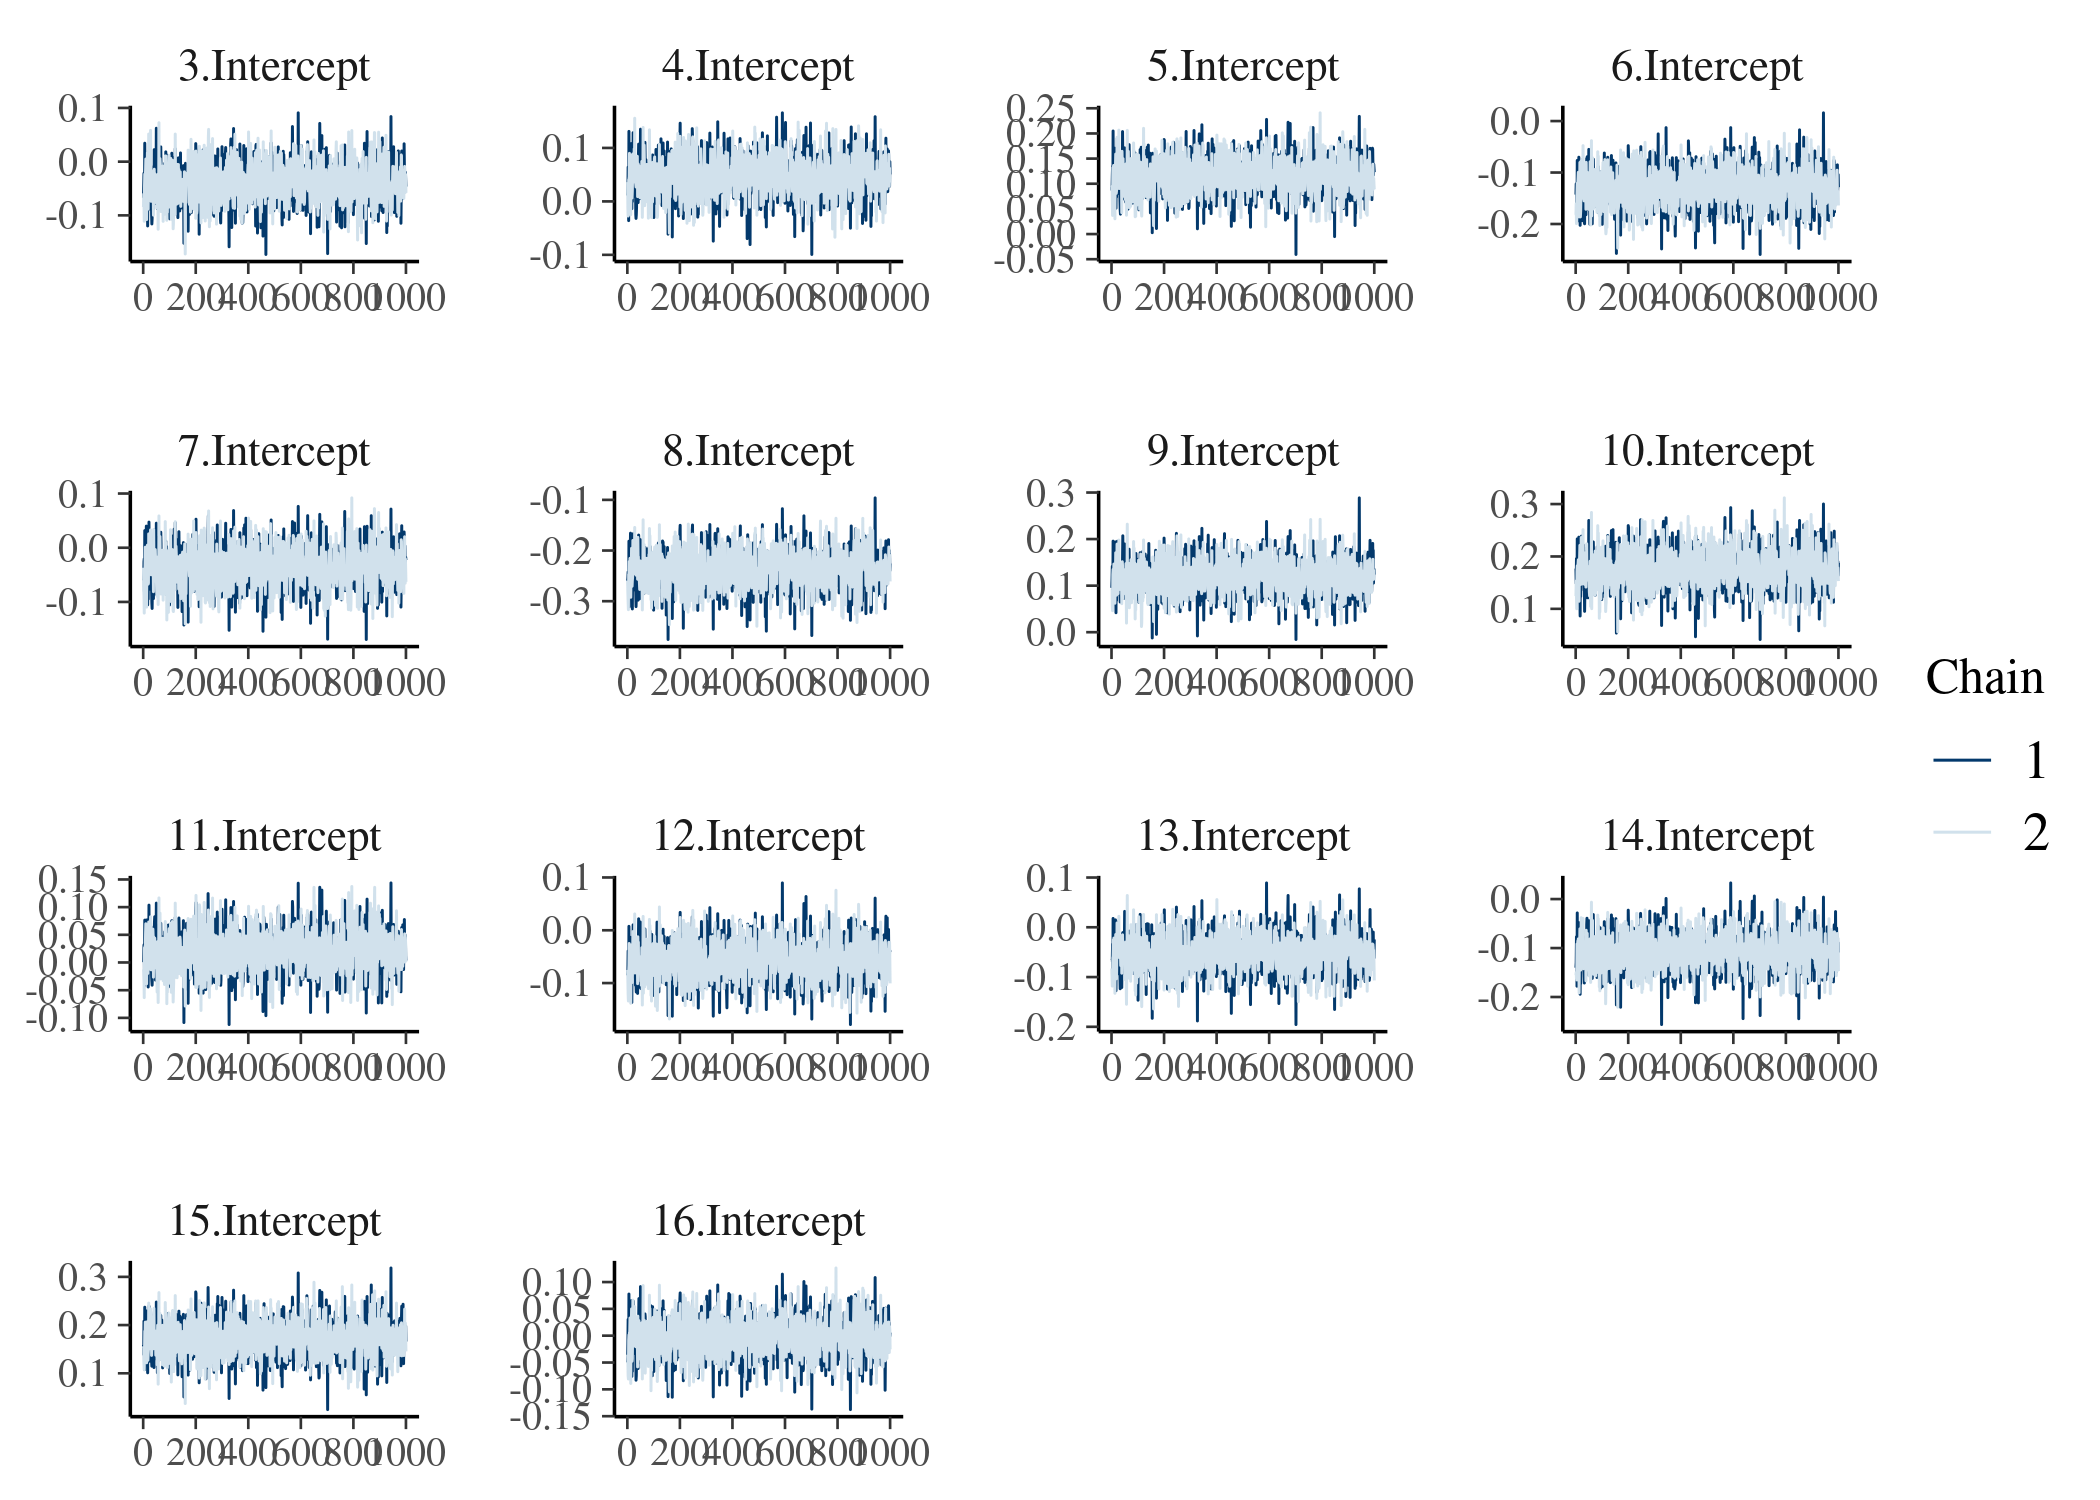 3.Intercept 4.Intercept 5.Intercept 6.Intercept
0.1
0.0
-0.1
0 200 400 600 800 1000
0.1
0.0
-0.1
0 200 400 600 800 1000
0.25
0.20
0.15
0.10
0.05
0.00
-0.05
0 200 400 600 800 1000
0.0
-0.1
-0.2
0 200 400 600 800 1000
7.Intercept 8.Intercept 9.Intercept 10.Intercept
0.1
0.0
-0.1
0 200 400 600 800 1000
-0.1
-0.2
-0.3
0 200 400 600 800 1000
0.3
0.2
0.1
0.0
0 200 400 600 800 1000
0.3
0.2
0.1
0 200 400 600 800 1000
Chain
1
2
11.Intercept 12.Intercept 13.Intercept 14.Intercept
0.15
0.10
0.05
0.00
-0.05
-0.10
0 200 400 600 800 1000
0.1
0.0
-0.1
0 200 400 600 800 1000
0.1
0.0
-0.1
-0.2
0 200 400 600 800 1000
0.0
-0.1
-0.2
0 200 400 600 800 1000
15.Intercept 16.Intercept
0.3
0.2
0.1
0 200 400 600 800 1000
0.10
0.05
0.00
-0.05
-0.10
-0.15
0 200 400 600 800 1000